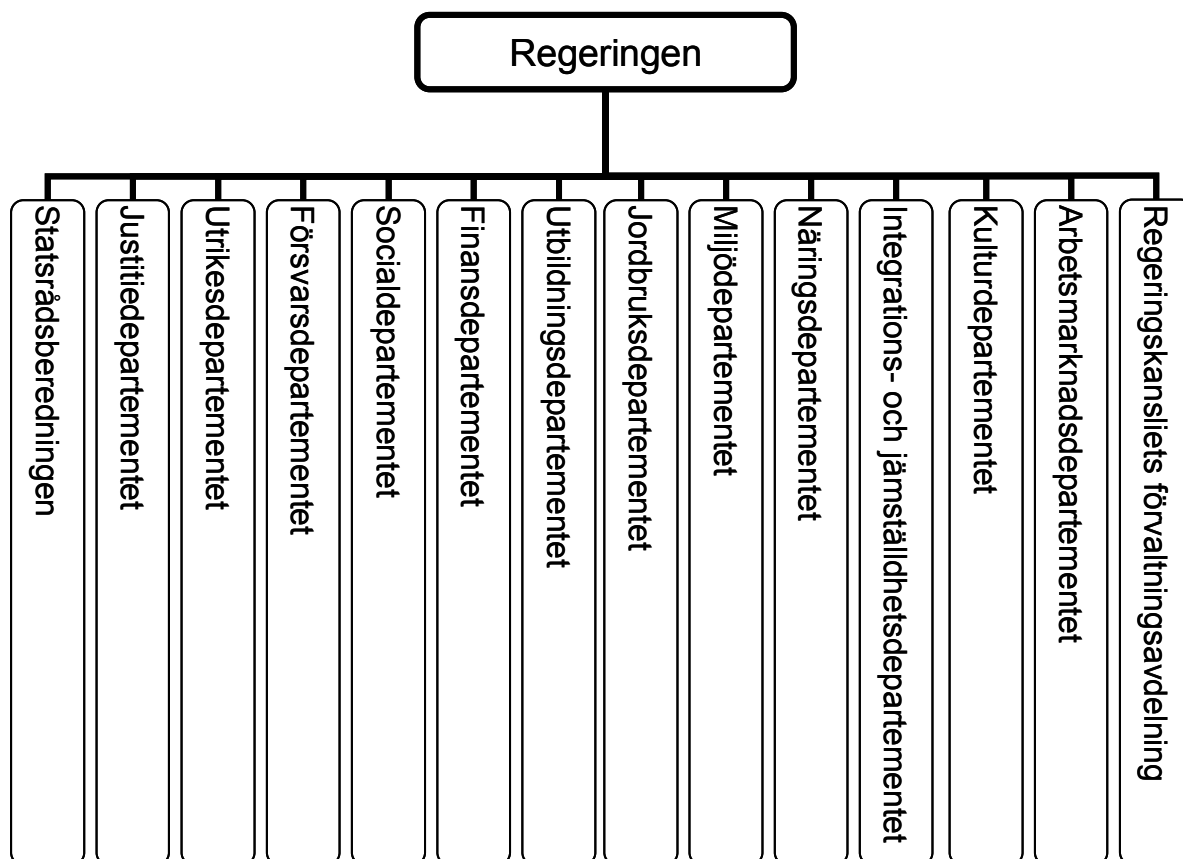 Regeringen
Statsrådsberedningen
Justitiedepartementet
Utrikesdepartementet
Försvarsdepartementet
Socialdepartementet
Finansdepartementet
Utbildningsdepartementet
Jordbruksdepartementet
Miljödepartementet
Näringsdepartementet
Integrations- och jämställdhetsdepartementet
Kulturdepartementet
Arbetsmarknadsdepartementet
Regeringskansliets förvaltningsavdelning